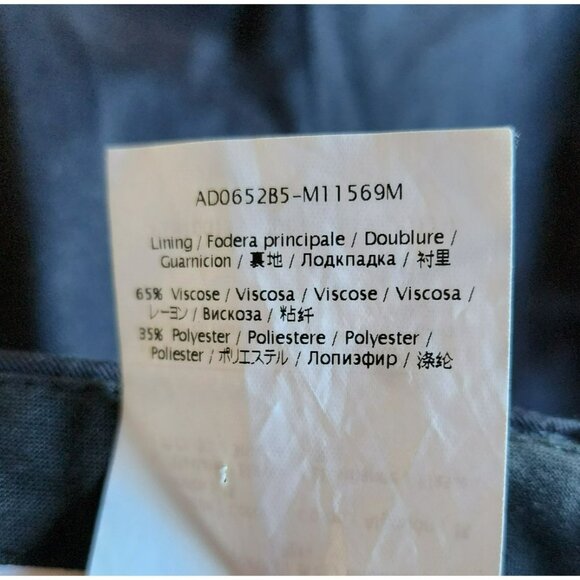 AD0652B5-M11569M
Lining / Fodera principale / Doublure /
Guarnicion / 裏地 / Лодкпадка / 衬里
65% Viscose / Viscosa / Viscose / Viscosa /
レーヨン / Вискоза / 粘纤
35% Polyester / Poliestere / Polyester /
Poliester / ポリエステル / Лопиэфир / 涤纶